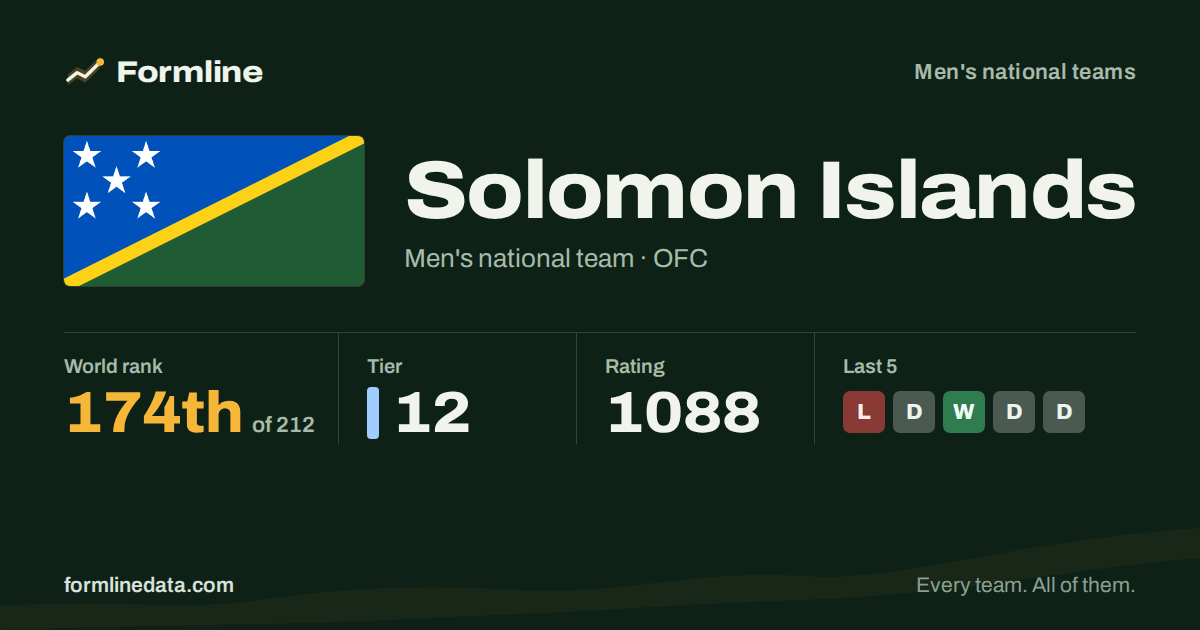 Formline
Men's national teams
Solomon Islands
Men's national team · OFC
World rank
174th of 212
Tier
12
Rating
1088
Last 5
L D W D D
formlinedata.com
Every team. All of them.